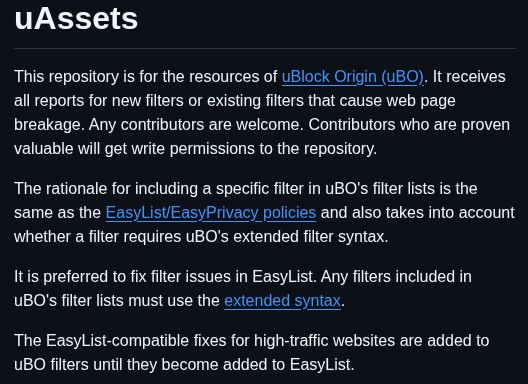 uAssets
This repository is for the resources of uBlock Origin (uBO). It receives
all reports for new filters or existing filters that cause web page
breakage. Any contributors are welcome. Contributors who are proven
valuable will get write permissions to the repository.
The rationale for including a specific filter in uBO's filter lists is the
same as the EasyList/EasyPrivacy policies and also takes into account
whether a filter requires uBO's extended filter syntax.
It is preferred to fix filter issues in EasyList. Any filters included in
uBO's filter lists must use the extended syntax.
The EasyList-compatible fixes for high-traffic websites are added to
uBO filters until they become added to EasyList.